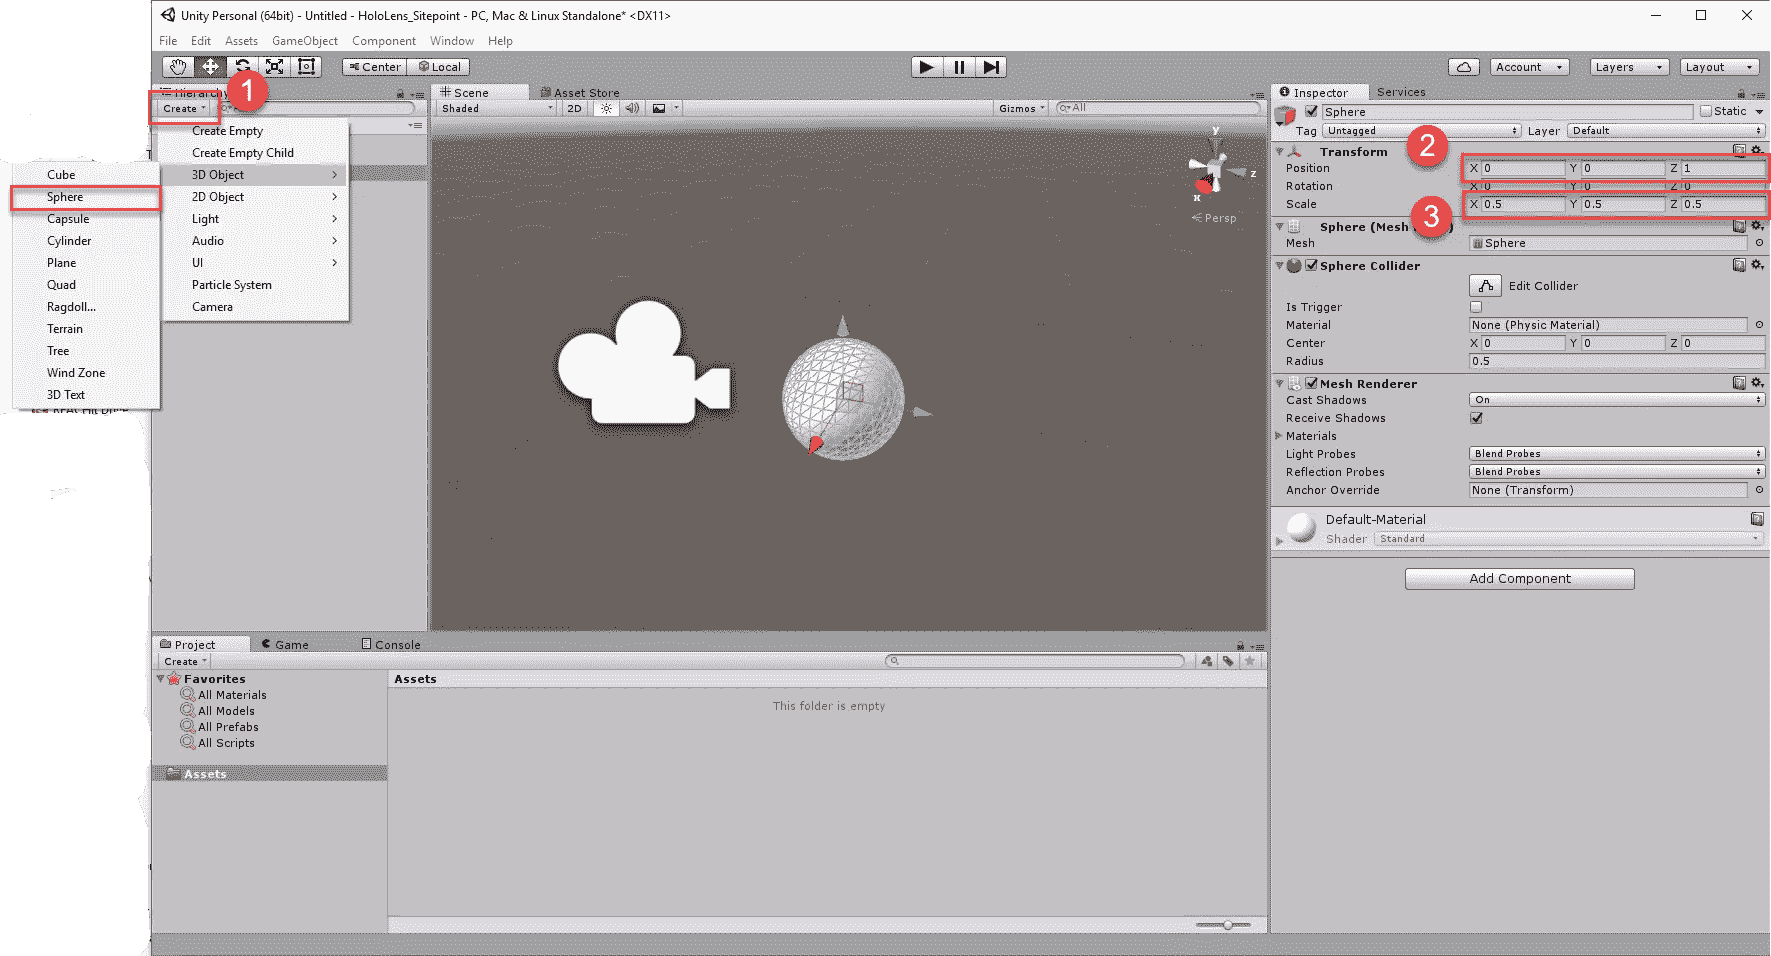 Unity Personal (64bit) - Untitled - HoloLens_Sitepoint - PC, Mac & Linux Standalone* <DX11>
File Edit Assets GameObject Component Window Help
Center Local Account Layers Layout
1
Hierarchy
Create
Create Empty
Create Empty Child
3D Object
2D Object
Light
Audio
UI
Particle System
Camera
Cube
Sphere
Capsule
Cylinder
Plane
Quad
Ragdoll...
Terrain
Tree
Wind Zone
3D Text
Scene Asset Store
Shaded 2D Gizmos All
y
z
x
Persp
Inspector Services
Sphere Static
Tag Untagged Layer Default
2
Transform
Position X 0 Y 0 Z 1
Rotation X 0 Y 0 Z 0
Scale X 0.5 Y 0.5 Z 0.5
3
Sphere (Mesh )
Mesh Sphere
Sphere Collider
Edit Collider
Is Trigger
Material None (Physic Material)
Center X 0 Y 0 Z 0
Radius 0.5
Mesh Renderer
Cast Shadows On
Receive Shadows
Materials
Light Probes Blend Probes
Reflection Probes Blend Probes
Anchor Override None (Transform)
Default-Material
Shader Standard
Add Component
Project Game Console
Create
Favorites
All Materials
All Models
All Prefabs
All Scripts
Assets
Assets
This folder is empty